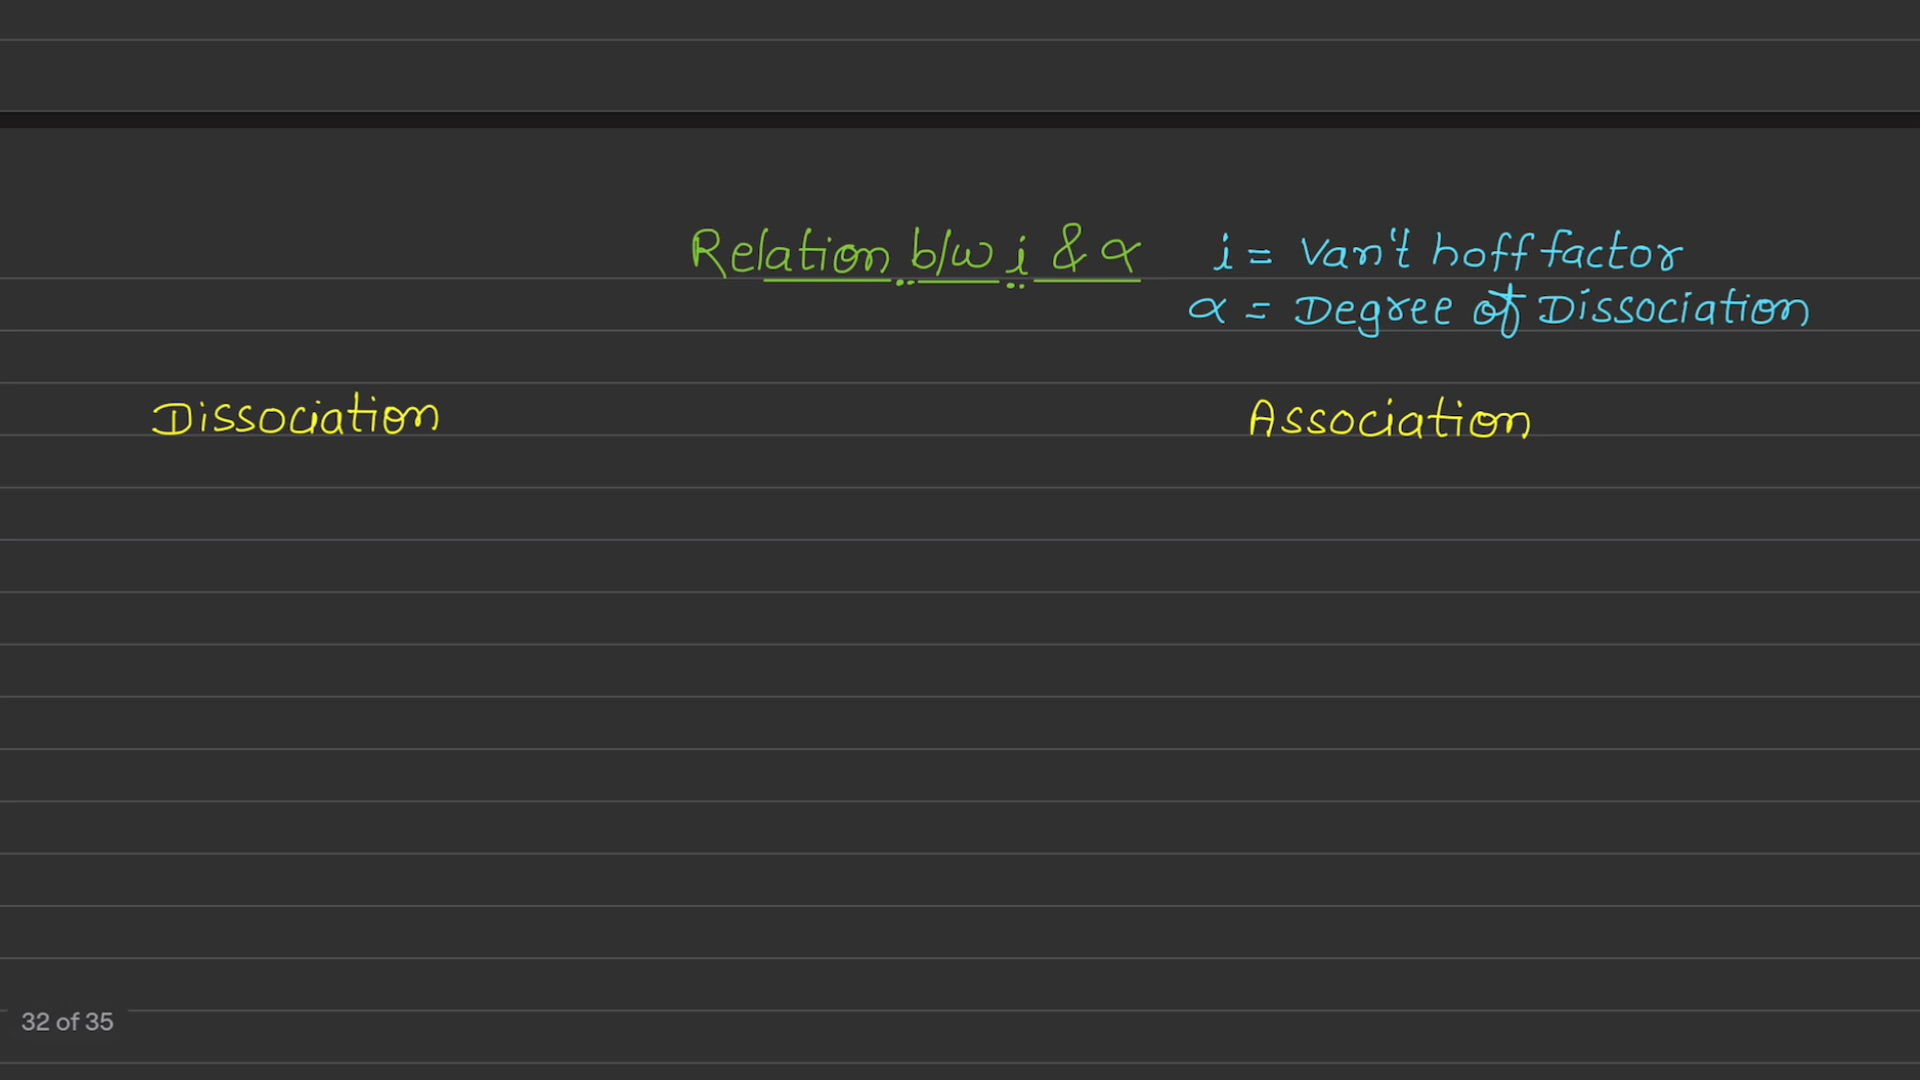 Relation b/w i & α
i = Van't hoff factor
α = Degree of Dissociation
Dissociation
Association
32 of 35